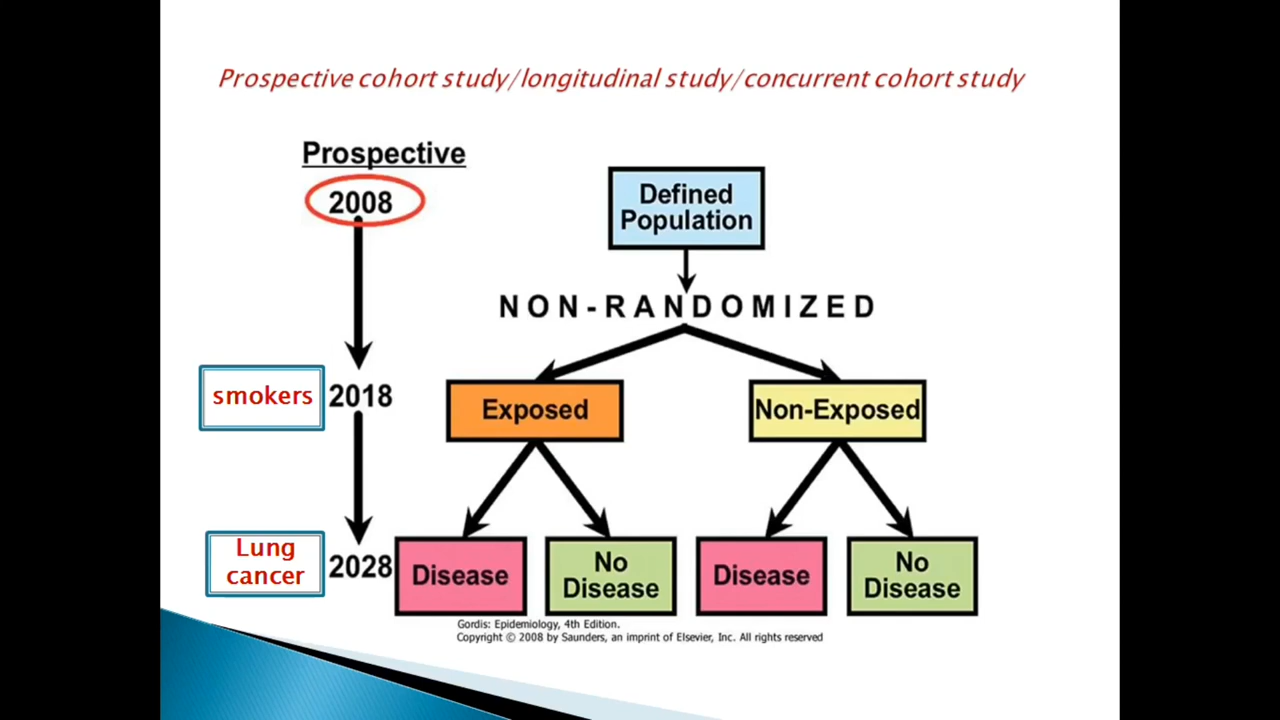 Prospective cohort study/longitudinal study/concurrent cohort study
Prospective
2008
Defined
Population
NON-RANDOMIZED
smokers
2018
Exposed
Non-Exposed
Lung
cancer
2028
Disease
No
Disease
Disease
No
Disease
Gordis: Epidemiology, 4th Edition.
Copyright © 2008 by Saunders, an imprint of Elsevier, Inc. All rights reserved